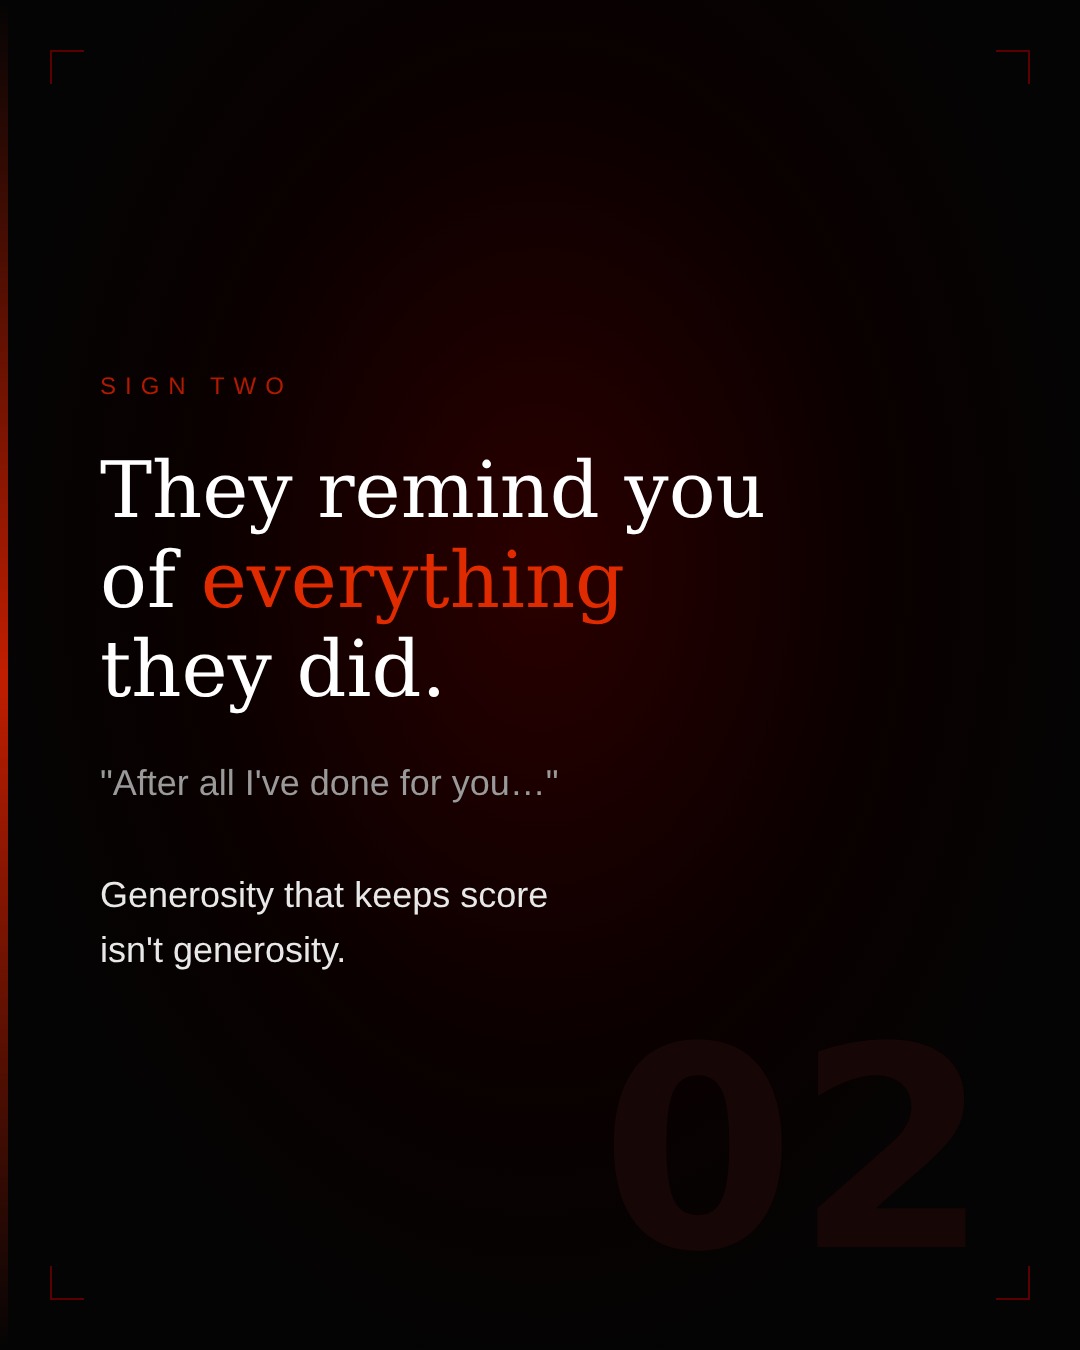 SIGN TWO
They remind you
of everything
they did.
"After all I've done for you…"
Generosity that keeps score
isn't generosity.
02